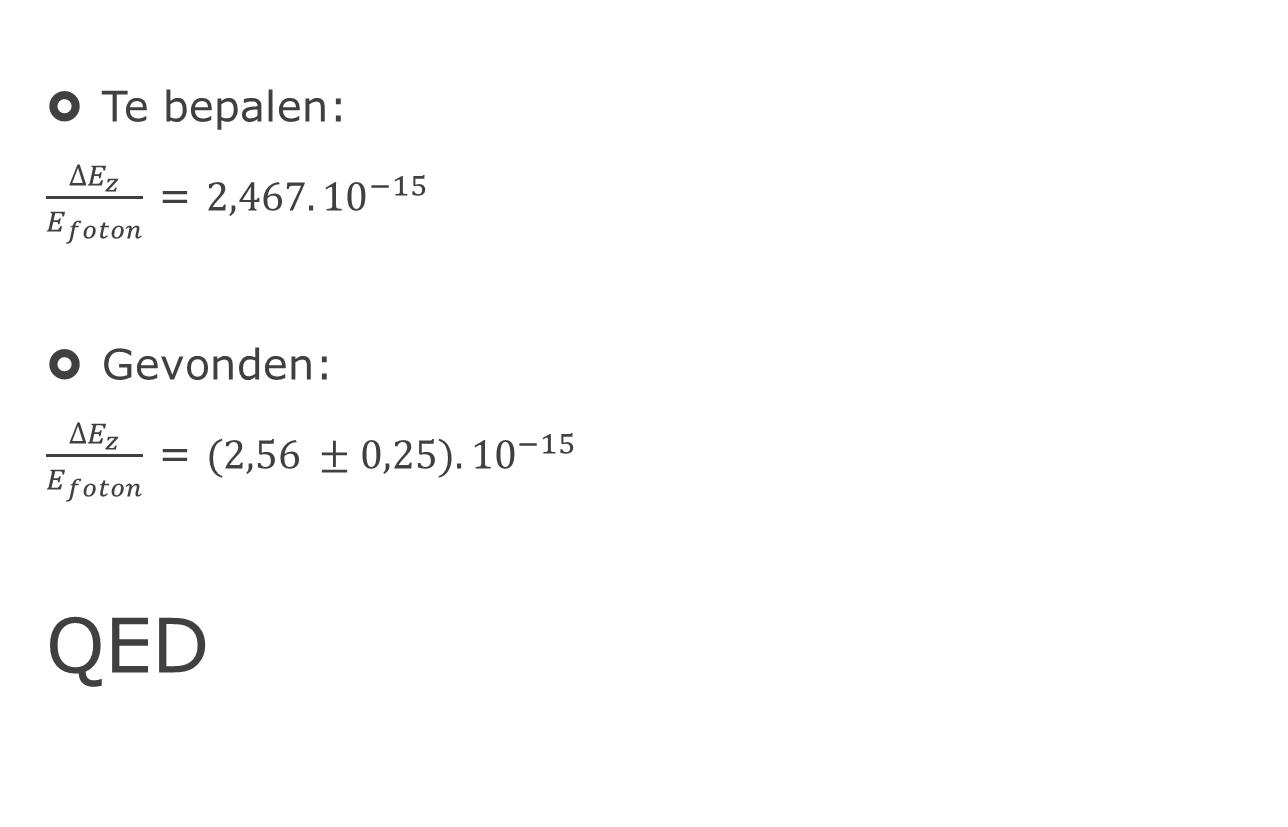 Te bepalen:
ΔE_z / E_foton = 2,467. 10^−15
Gevonden:
ΔE_z / E_foton = (2,56 ± 0,25). 10^−15
QED